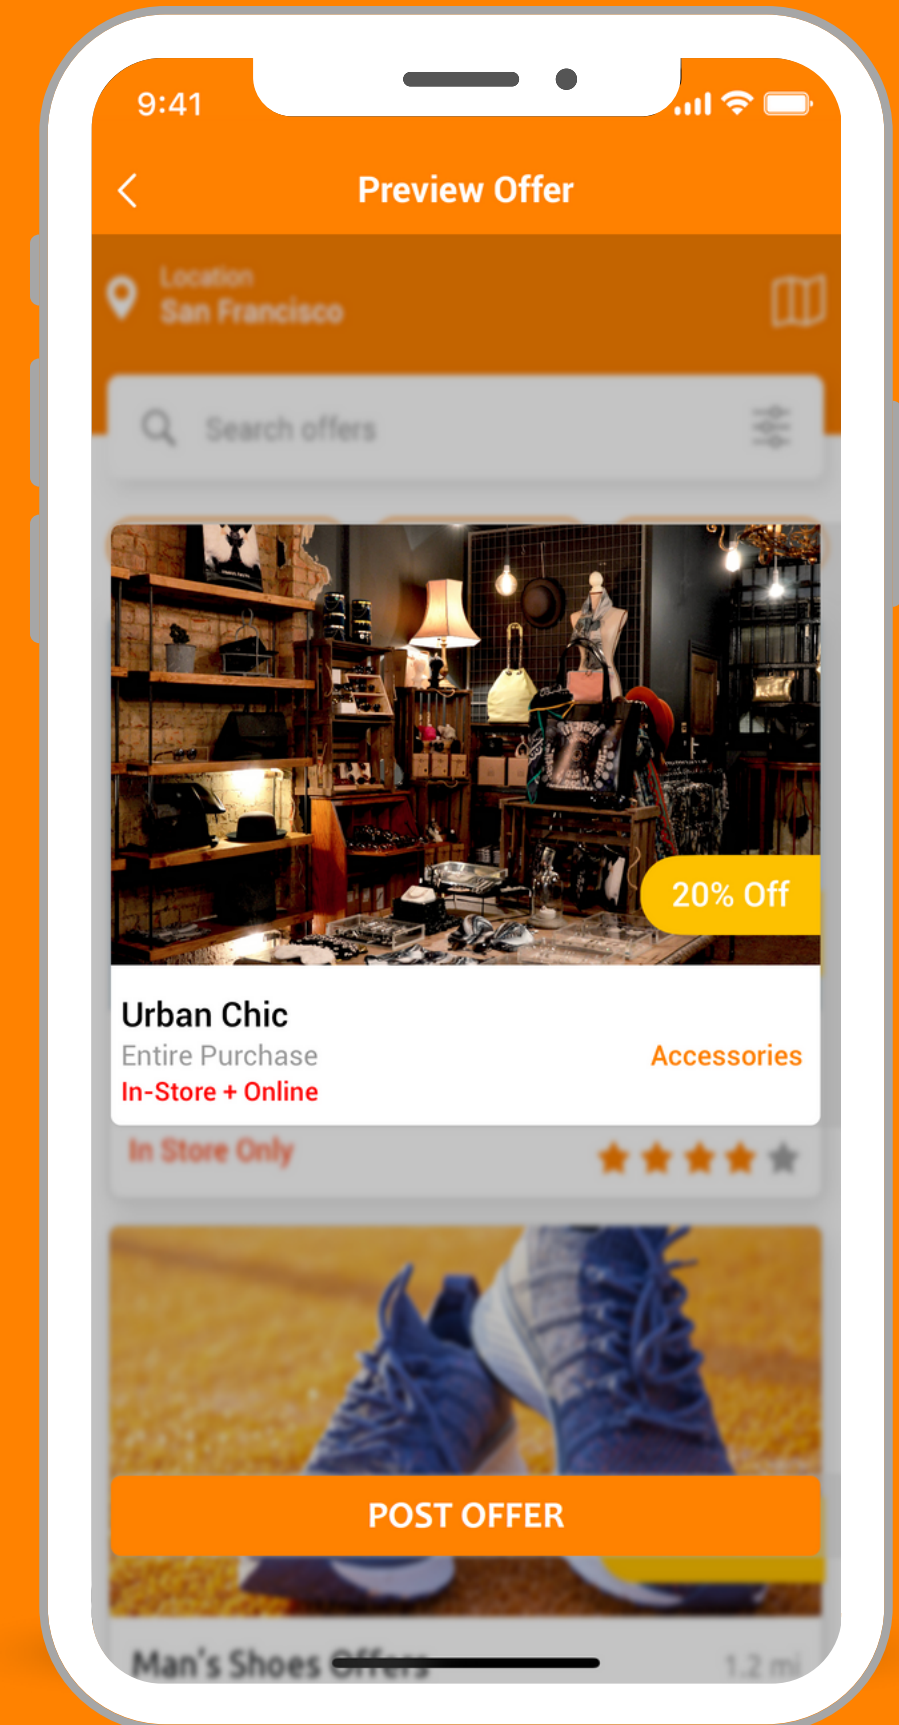 9:41
Preview Offer
Location
San Francisco
Search offers
20% Off
Urban Chic
Entire Purchase
Accessories
In-Store + Online
In Store Only
POST OFFER
Man's Shoes Offers
1.2 mi